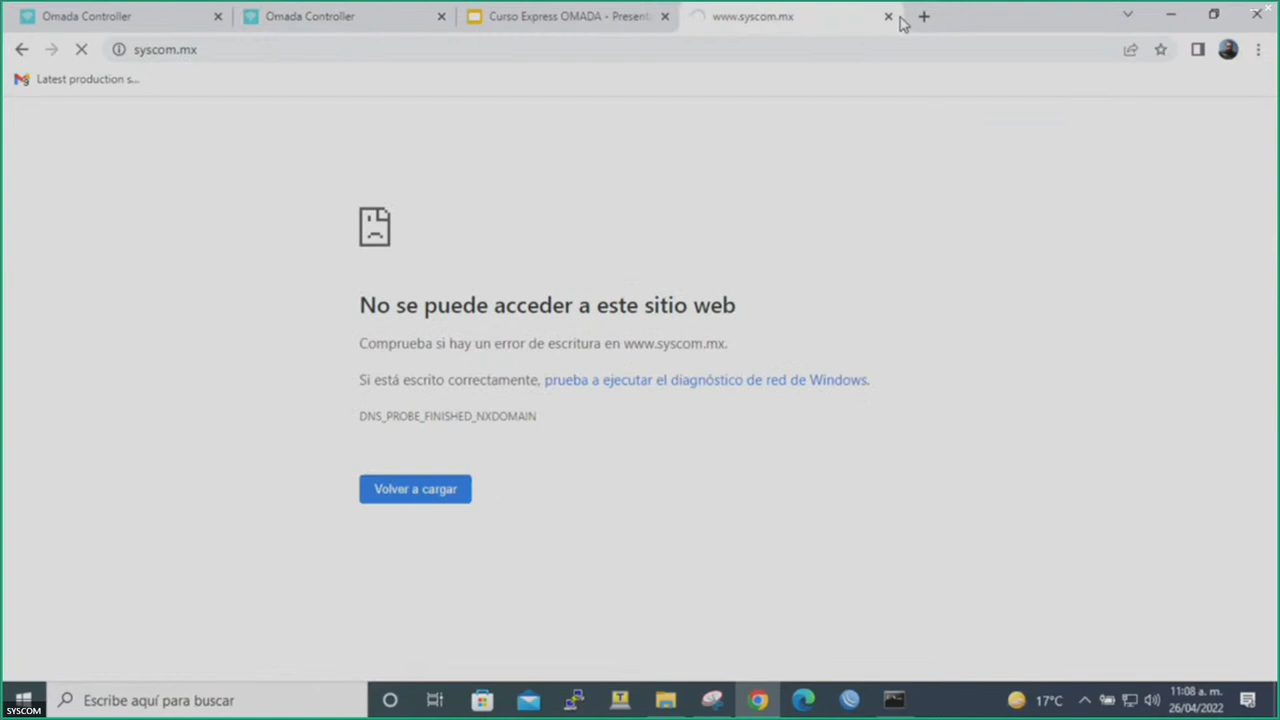 Omada Controller
Omada Controller
Curso Express OMADA - Present
www.syscom.mx
syscom.mx
Latest production s...
No se puede acceder a este sitio web
Comprueba si hay un error de escritura en www.syscom.mx.
Si está escrito correctamente, prueba a ejecutar el diagnóstico de red de Windows.
DNS_PROBE_FINISHED_NXDOMAIN
Volver a cargar
SYSCOM
Escribe aquí para buscar
17°C
11:08 a. m.
26/04/2022